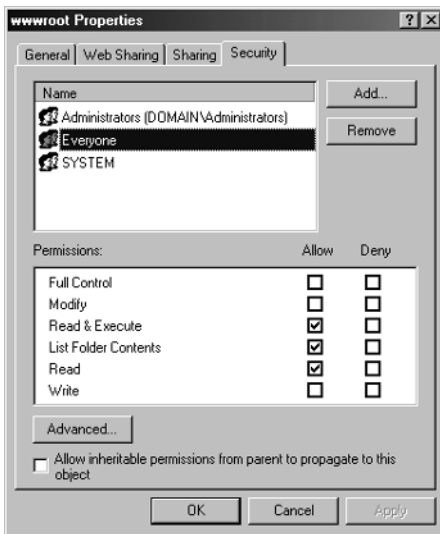 wwwroot Properties
General Web Sharing Sharing Security
Name
Administrators (DOMAIN\Administrators)
Everyone
SYSTEM
Add...
Remove
Permissions: Allow Deny
Full Control
Modify
Read & Execute
List Folder Contents
Read
Write
Advanced...
Allow inheritable permissions from parent to propagate to this
object
OK Cancel Apply